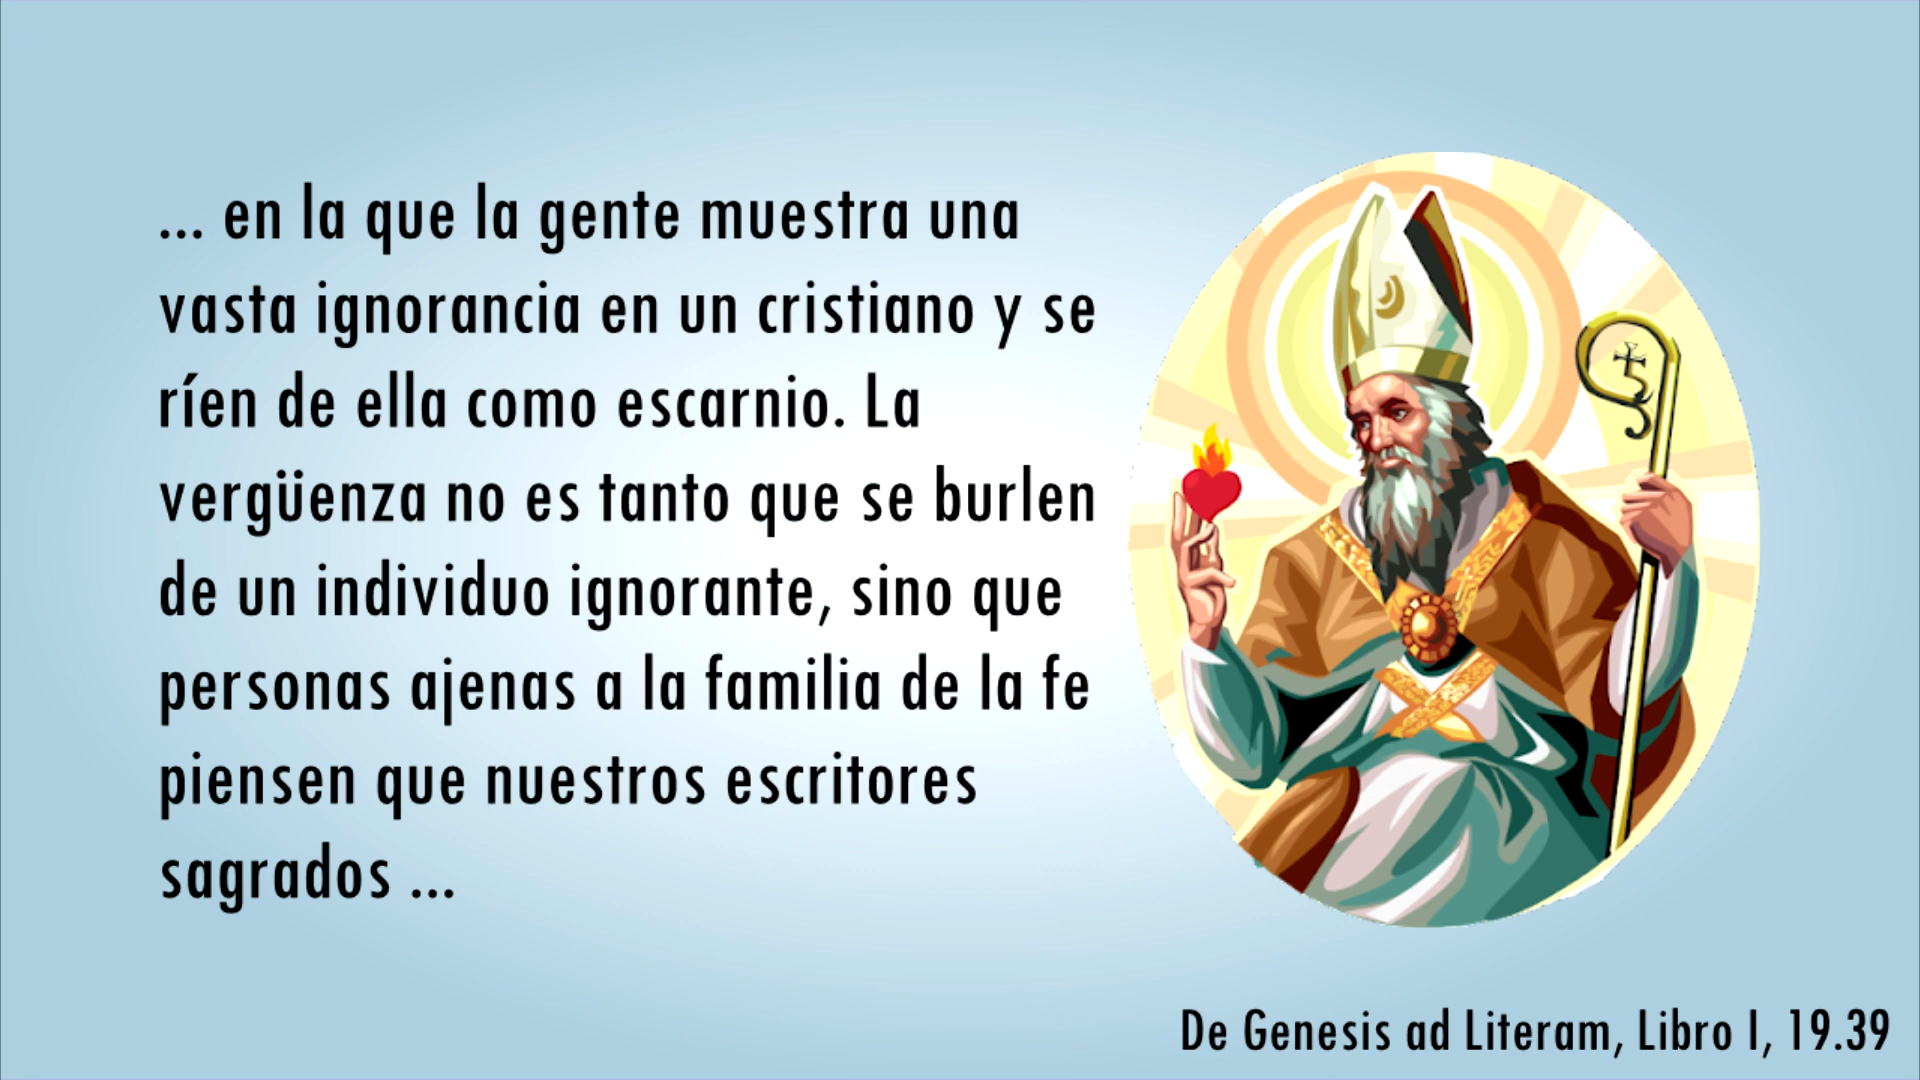 ... en la que la gente muestra una
vasta ignorancia en un cristiano y se
ríen de ella como escarnio. La
vergüenza no es tanto que se burlen
de un individuo ignorante, sino que
personas ajenas a la familia de la fe
piensen que nuestros escritores
sagrados ...
De Genesis ad Literam, Libro I, 19.39